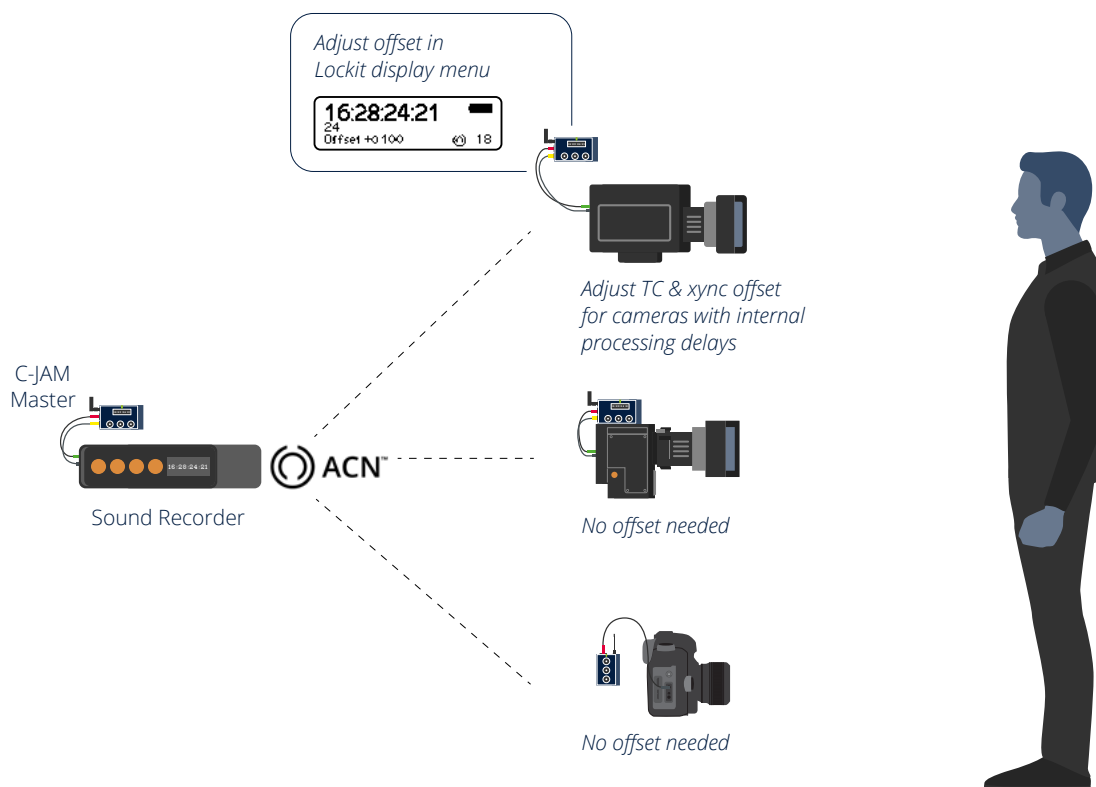 Adjust offset in
Lockit display menu
16:28:24:21
24
Offset +0 100 18
Adjust TC & xync offset
for cameras with internal
processing delays
C-JAM
Master
16:28:24:21
ACN™
Sound Recorder
No offset needed
No offset needed